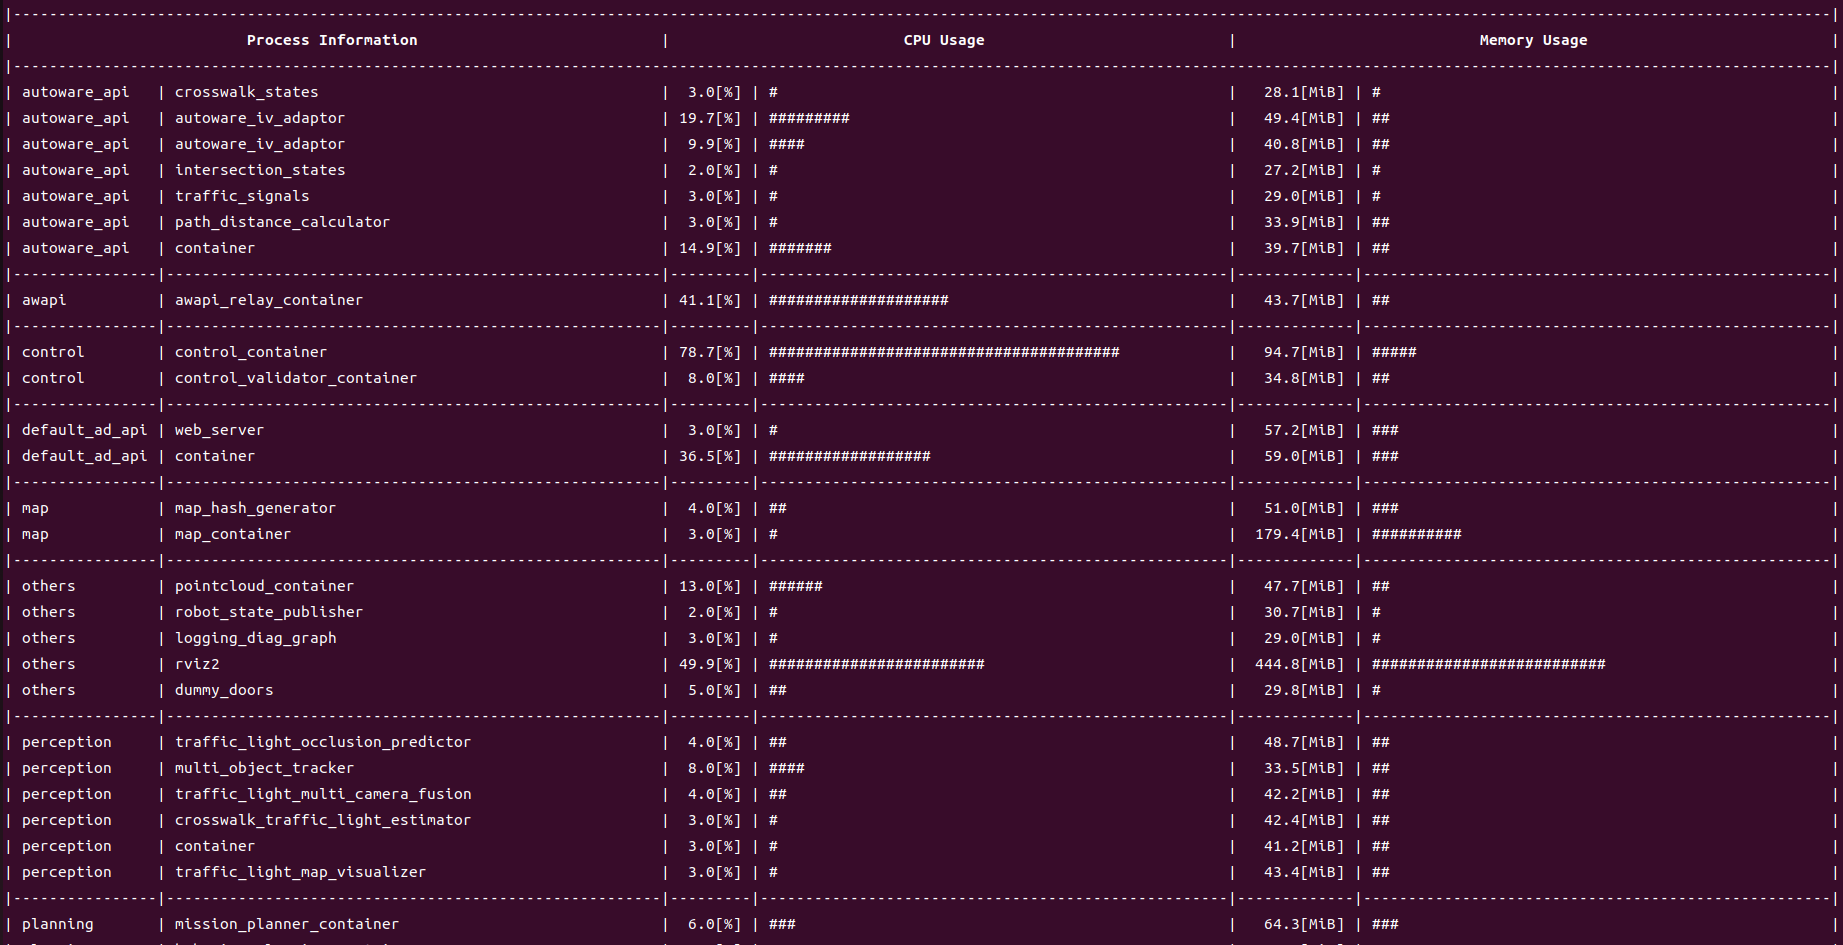 | Process Information | CPU Usage | Memory Usage |
| autoware_api | crosswalk_states | 3.0[%] | # | 28.1[MiB] | # |
| autoware_api | autoware_iv_adaptor | 19.7[%] | ######### | 49.4[MiB] | ## |
| autoware_api | autoware_iv_adaptor | 9.9[%] | #### | 40.8[MiB] | ## |
| autoware_api | intersection_states | 2.0[%] | # | 27.2[MiB] | # |
| autoware_api | traffic_signals | 3.0[%] | # | 29.0[MiB] | # |
| autoware_api | path_distance_calculator | 3.0[%] | # | 33.9[MiB] | ## |
| autoware_api | container | 14.9[%] | ####### | 39.7[MiB] | ## |
| awapi | awapi_relay_container | 41.1[%] | #################### | 43.7[MiB] | ## |
| control | control_container | 78.7[%] | ####################################### | 94.7[MiB] | ##### |
| control | control_validator_container | 8.0[%] | #### | 34.8[MiB] | ## |
| default_ad_api | web_server | 3.0[%] | # | 57.2[MiB] | ### |
| default_ad_api | container | 36.5[%] | ################## | 59.0[MiB] | ### |
| map | map_hash_generator | 4.0[%] | ## | 51.0[MiB] | ### |
| map | map_container | 3.0[%] | # | 179.4[MiB] | ########## |
| others | pointcloud_container | 13.0[%] | ###### | 47.7[MiB] | ## |
| others | robot_state_publisher | 2.0[%] | # | 30.7[MiB] | # |
| others | logging_diag_graph | 3.0[%] | # | 29.0[MiB] | # |
| others | rviz2 | 49.9[%] | ######################## | 444.8[MiB] | ########################## |
| others | dummy_doors | 5.0[%] | ## | 29.8[MiB] | # |
| perception | traffic_light_occlusion_predictor | 4.0[%] | ## | 48.7[MiB] | ## |
| perception | multi_object_tracker | 8.0[%] | #### | 33.5[MiB] | ## |
| perception | traffic_light_multi_camera_fusion | 4.0[%] | ## | 42.2[MiB] | ## |
| perception | crosswalk_traffic_light_estimator | 3.0[%] | # | 42.4[MiB] | ## |
| perception | container | 3.0[%] | # | 41.2[MiB] | ## |
| perception | traffic_light_map_visualizer | 3.0[%] | # | 43.4[MiB] | ## |
| planning | mission_planner_container | 6.0[%] | ### | 64.3[MiB] | ### |